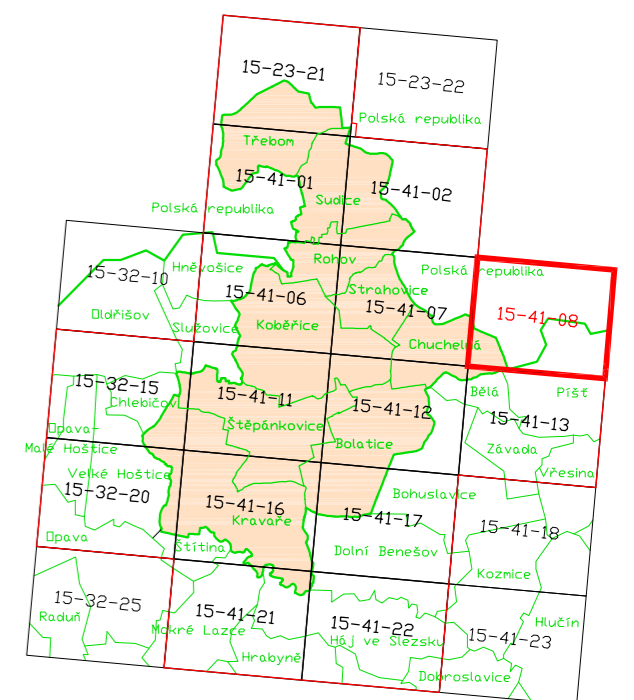 15-23-21
15-23-22
Polská republika
Třebom
15-41-01
15-41-02
Sudice
Polská republika
Rohov
Hněvošice
Polská republika
15-32-10
Strahovice
15-41-06
15-41-07
15-41-08
Oldřišov
Služovice
Kobeřice
Chuchelná
15-32-15
Chlebičov
15-41-11
15-41-12
Bělá
Píšť
15-41-13
Opava-
Malé Hoštice
Štěpánkovice
Bolatice
Závada
Velké Hoštice
Vřesina
15-32-20
Bohuslavice
15-41-16
Kravaře
15-41-17
15-41-18
Opava
Štítina
Dolní Benešov
Kozmice
15-32-25
Raduň
15-41-21
Mokré Lazce
15-41-22
Háj ve Slezsku
Hlučín
15-41-23
Hrabyně
Dobroslavice